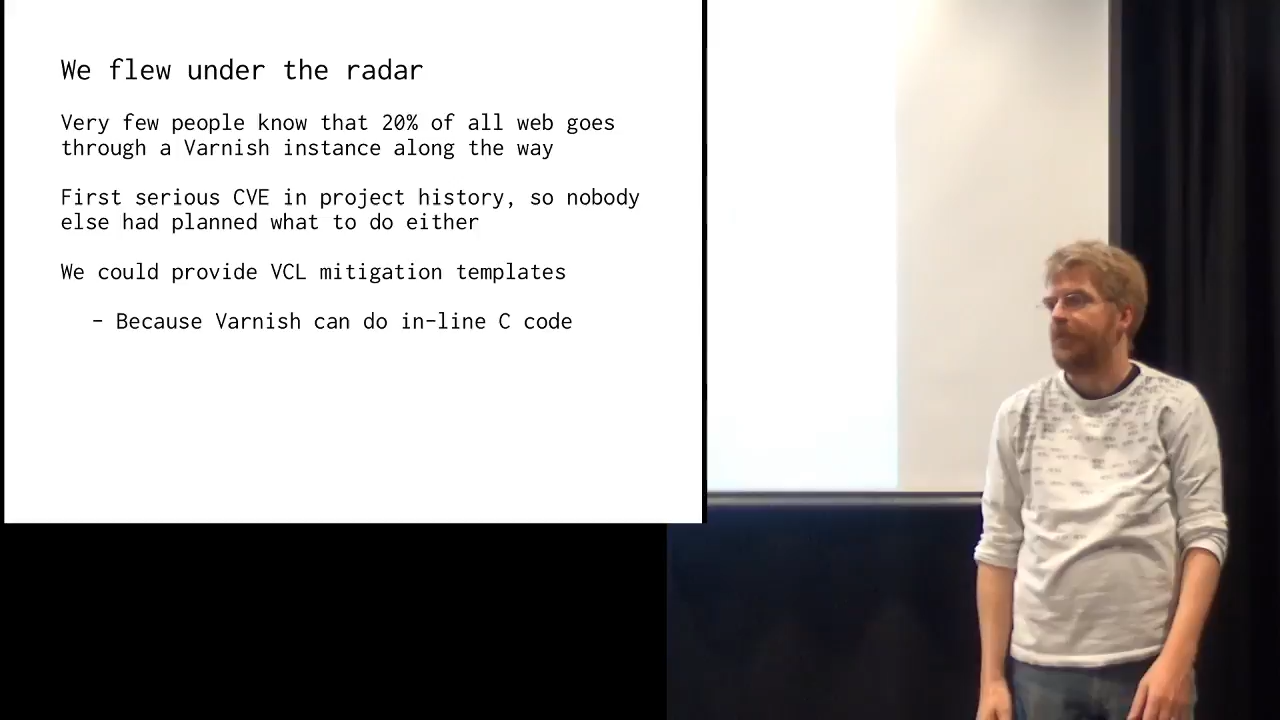 We flew under the radar
Very few people know that 20% of all web goes
through a Varnish instance along the way
First serious CVE in project history, so nobody
else had planned what to do either
We could provide VCL mitigation templates
- Because Varnish can do in-line C code